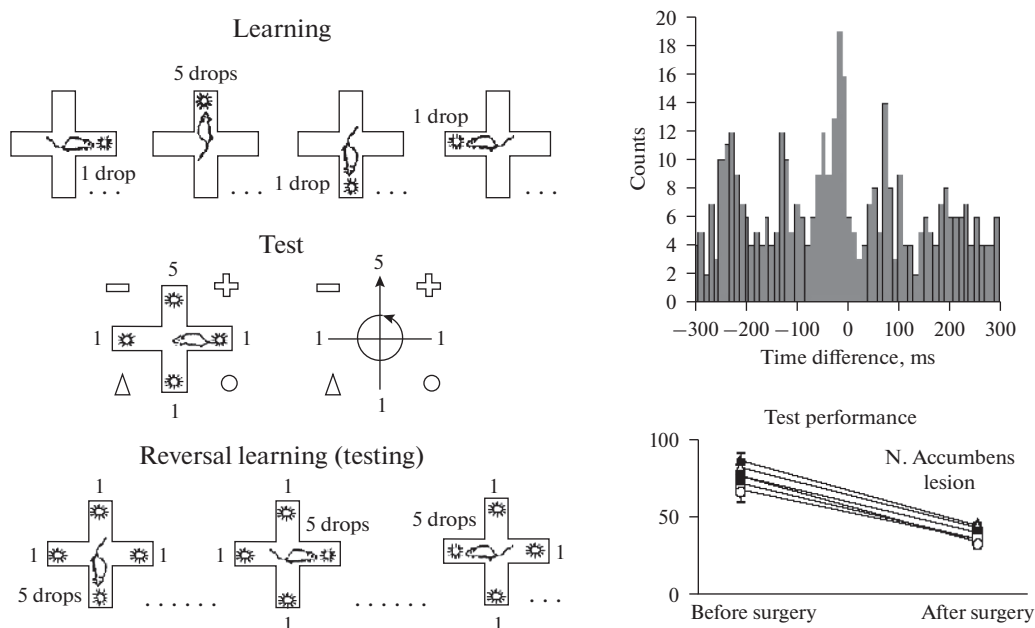 Learning
5 drops
1 drop
1 drop
1 drop
. . .
. . .
. . .
. . .
Test
5
1
1
1
5
1
1
1
Reversal learning (testing)
1
1
1
5 drops
1
1
1
5 drops
1
5 drops
1
1
. . . . . .
1
. . . . . .
1
. . .
20
18
16
14
12
10
8
6
4
2
0
Counts
−300 −200 −100 0 100 200 300
Time difference, ms
Test performance
100
50
0
N. Accumbens
lesion
Before surgery After surgery